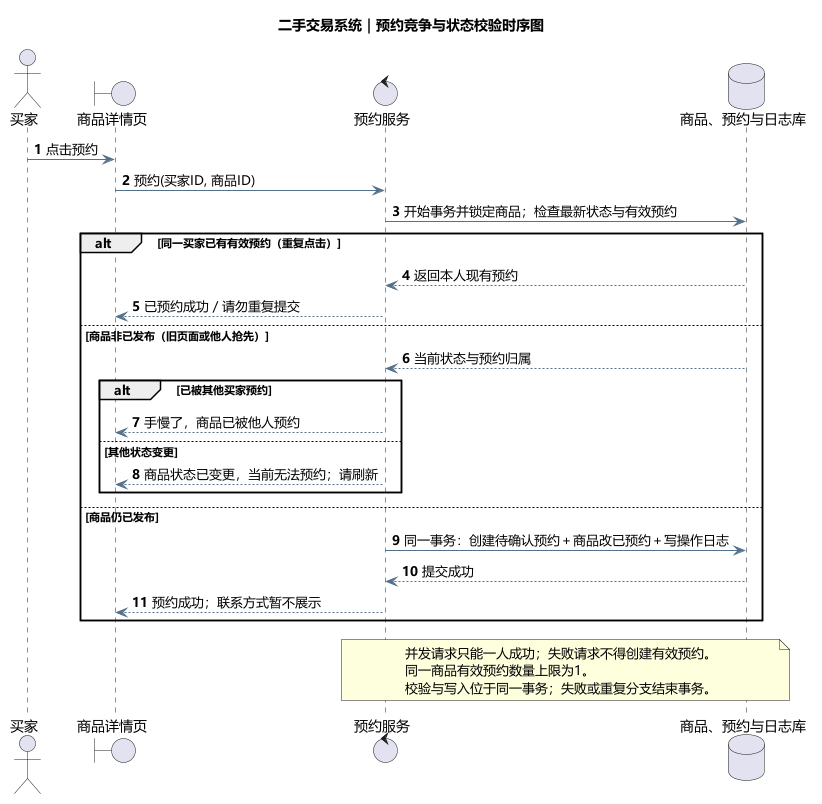 二手交易系统 | 预约竞争与状态校验时序图
买家
商品详情页
预约服务
商品、预约与日志库
1 点击预约
2 预约(买家ID, 商品ID)
3 开始事务并锁定商品；检查最新状态与有效预约
alt [同一买家已有有效预约（重复点击）]
4 返回本人现有预约
5 已预约成功 / 请勿重复提交
[商品非已发布（旧页面或他人抢先）]
6 当前状态与预约归属
alt [已被其他买家预约]
7 手慢了，商品已被他人预约
[其他状态变更]
8 商品状态已变更，当前无法预约；请刷新
[商品仍已发布]
9 同一事务：创建待确认预约 + 商品改已预约 + 写操作日志
10 提交成功
11 预约成功；联系方式暂不展示
并发请求只能一人成功；失败请求不得创建有效预约。
同一商品有效预约数量上限为1。
校验与写入位于同一事务；失败或重复分支结束事务。
买家
商品详情页
预约服务
商品、预约与日志库